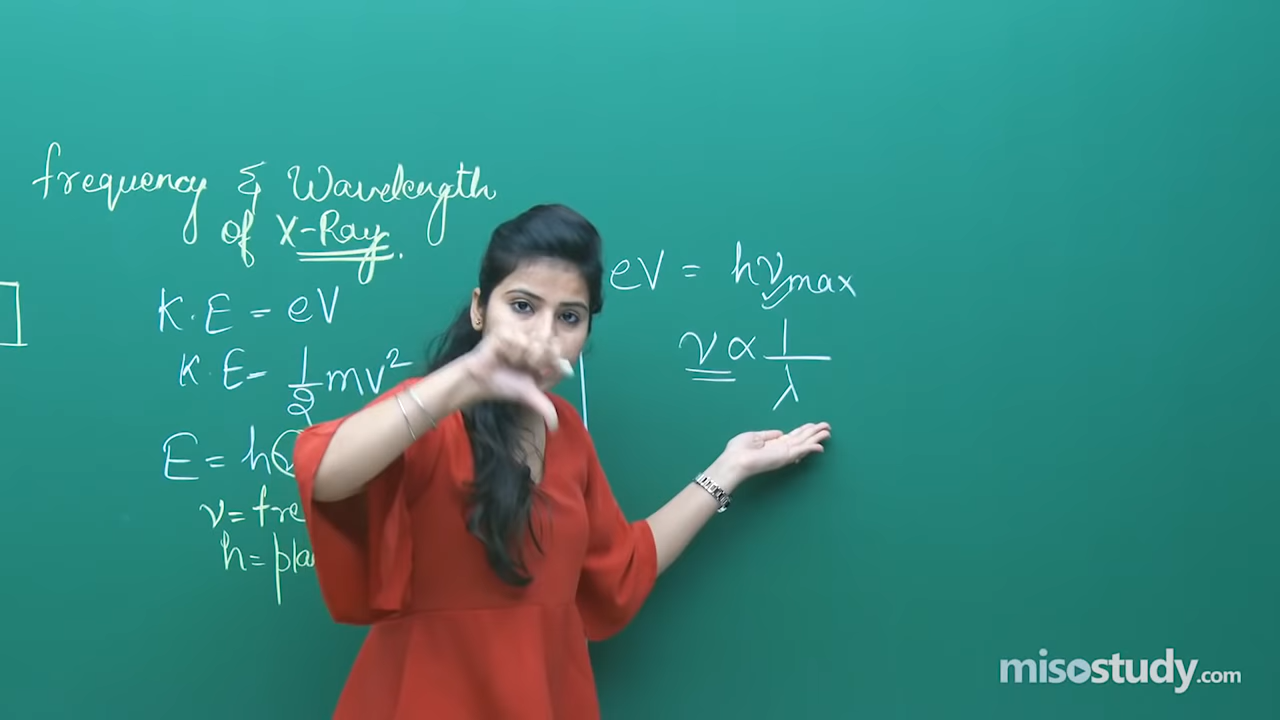 frequency & Wavelength
of X-Ray.
K.E = eV
K.E = 1/2 mv²
E = h
ν = fre
h = pla
eV = hνmax
ν ∝ 1/λ
misostudy.com